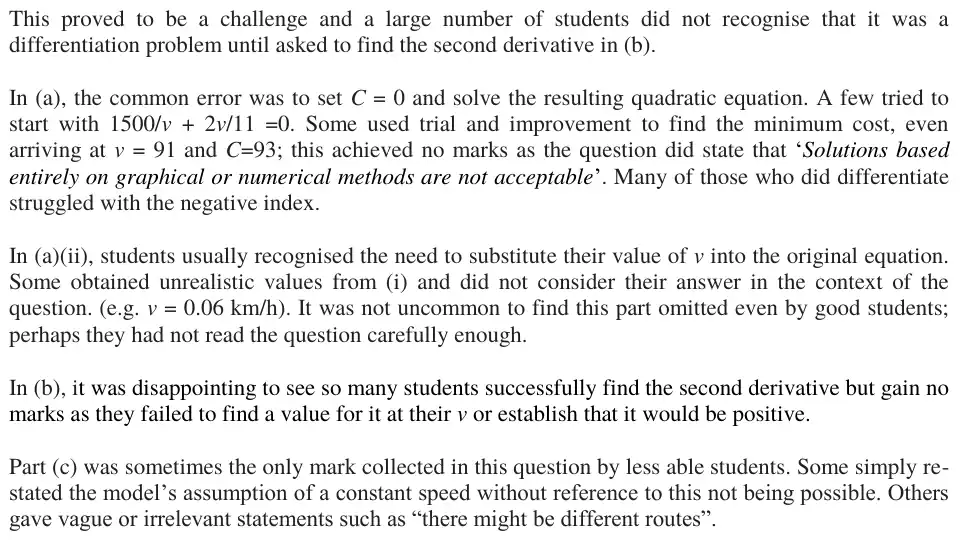 This proved to be a challenge and a large number of students did not recognise that it was a
differentiation problem until asked to find the second derivative in (b).
In (a), the common error was to set C = 0 and solve the resulting quadratic equation. A few tried to
start with 1500/v + 2v/11 =0. Some used trial and improvement to find the minimum cost, even
arriving at v = 91 and C=93; this achieved no marks as the question did state that ‘Solutions based
entirely on graphical or numerical methods are not acceptable’. Many of those who did differentiate
struggled with the negative index.
In (a)(ii), students usually recognised the need to substitute their value of v into the original equation.
Some obtained unrealistic values from (i) and did not consider their answer in the context of the
question. (e.g. v = 0.06 km/h). It was not uncommon to find this part omitted even by good students;
perhaps they had not read the question carefully enough.
In (b), it was disappointing to see so many students successfully find the second derivative but gain no
marks as they failed to find a value for it at their v or establish that it would be positive.
Part (c) was sometimes the only mark collected in this question by less able students. Some simply re-
stated the model’s assumption of a constant speed without reference to this not being possible. Others
gave vague or irrelevant statements such as “there might be different routes”.